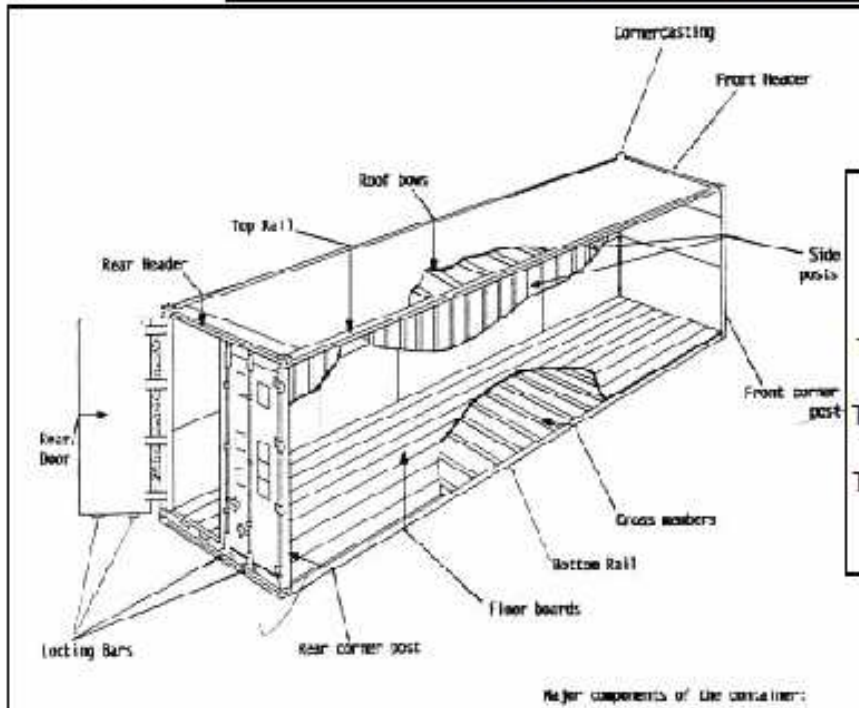 Cornercasting
Front Header
Roof bows
Top Rail
Rear Header
Side
posts
Front corner
post
Rear
Door
Cross members
Bottom Rail
Floor boards
Rear corner post
Locting Bars
Major components of the container:
T
T